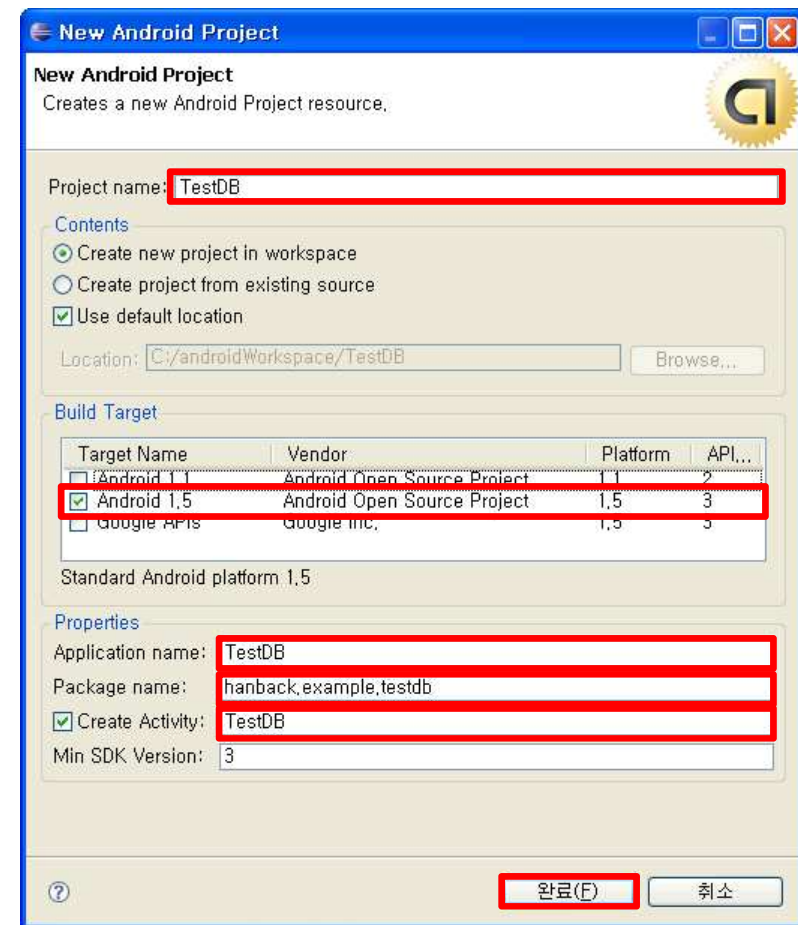 New Android Project
New Android Project
Creates a new Android Project resource.
Project name: TestDB
Contents
Create new project in workspace
Create project from existing source
Use default location
Location: C:/androidWorkspace/TestDB Browse...
Build Target
Target Name Vendor Platform API...
Android 1.1 Android Open Source Project 1.1 2
Android 1.5 Android Open Source Project 1.5 3
Google APIs Google Inc. 1.5 3
Standard Android platform 1.5
Properties
Application name: TestDB
Package name: hanback.example.testdb
Create Activity: TestDB
Min SDK Version: 3
완료(F) 취소